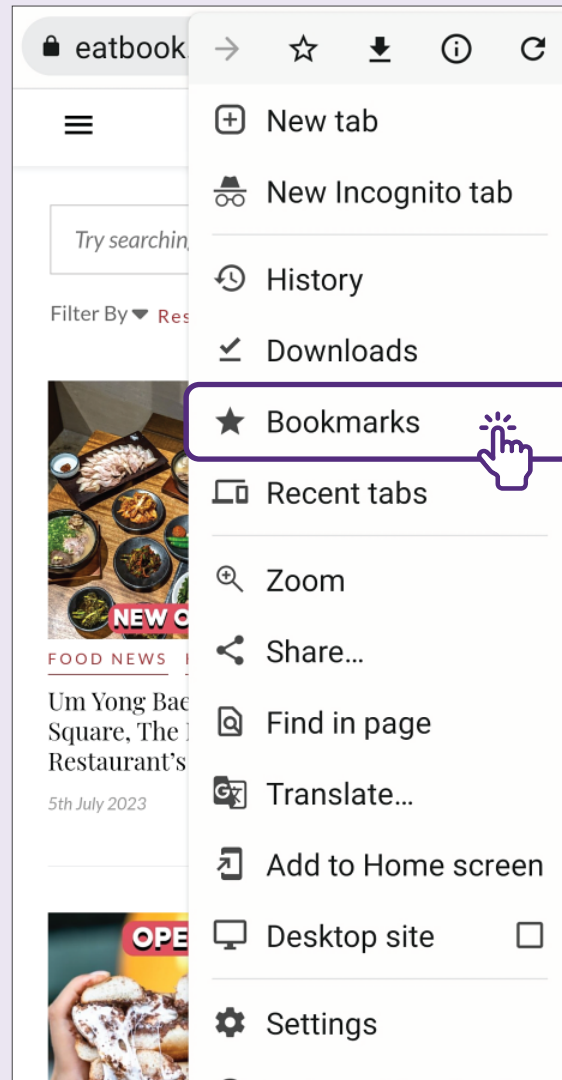 eatbook.
New tab
New Incognito tab
Try searching
Filter By
History
Downloads
Bookmarks
Recent tabs
Zoom
NEW
FOOD NEWS
Share...
Um Yong Bae
Square, The
Restaurant's
Find in page
5th July 2023
Translate...
Add to Home screen
OPE
Desktop site
Settings